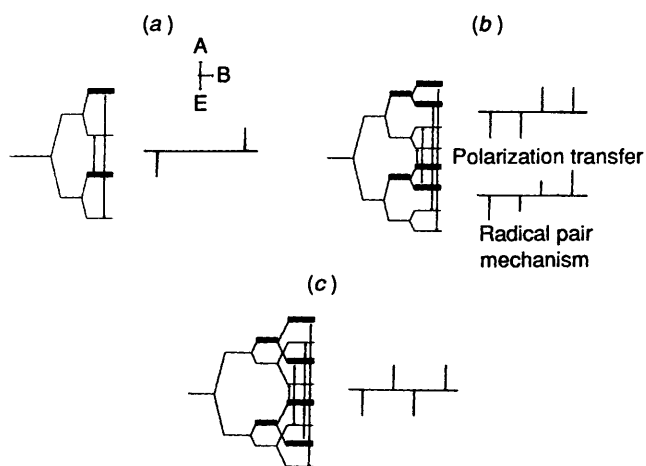 (a)
A
B
E
(b)
Polarization transfer
Radical pair
mechanism
(c)